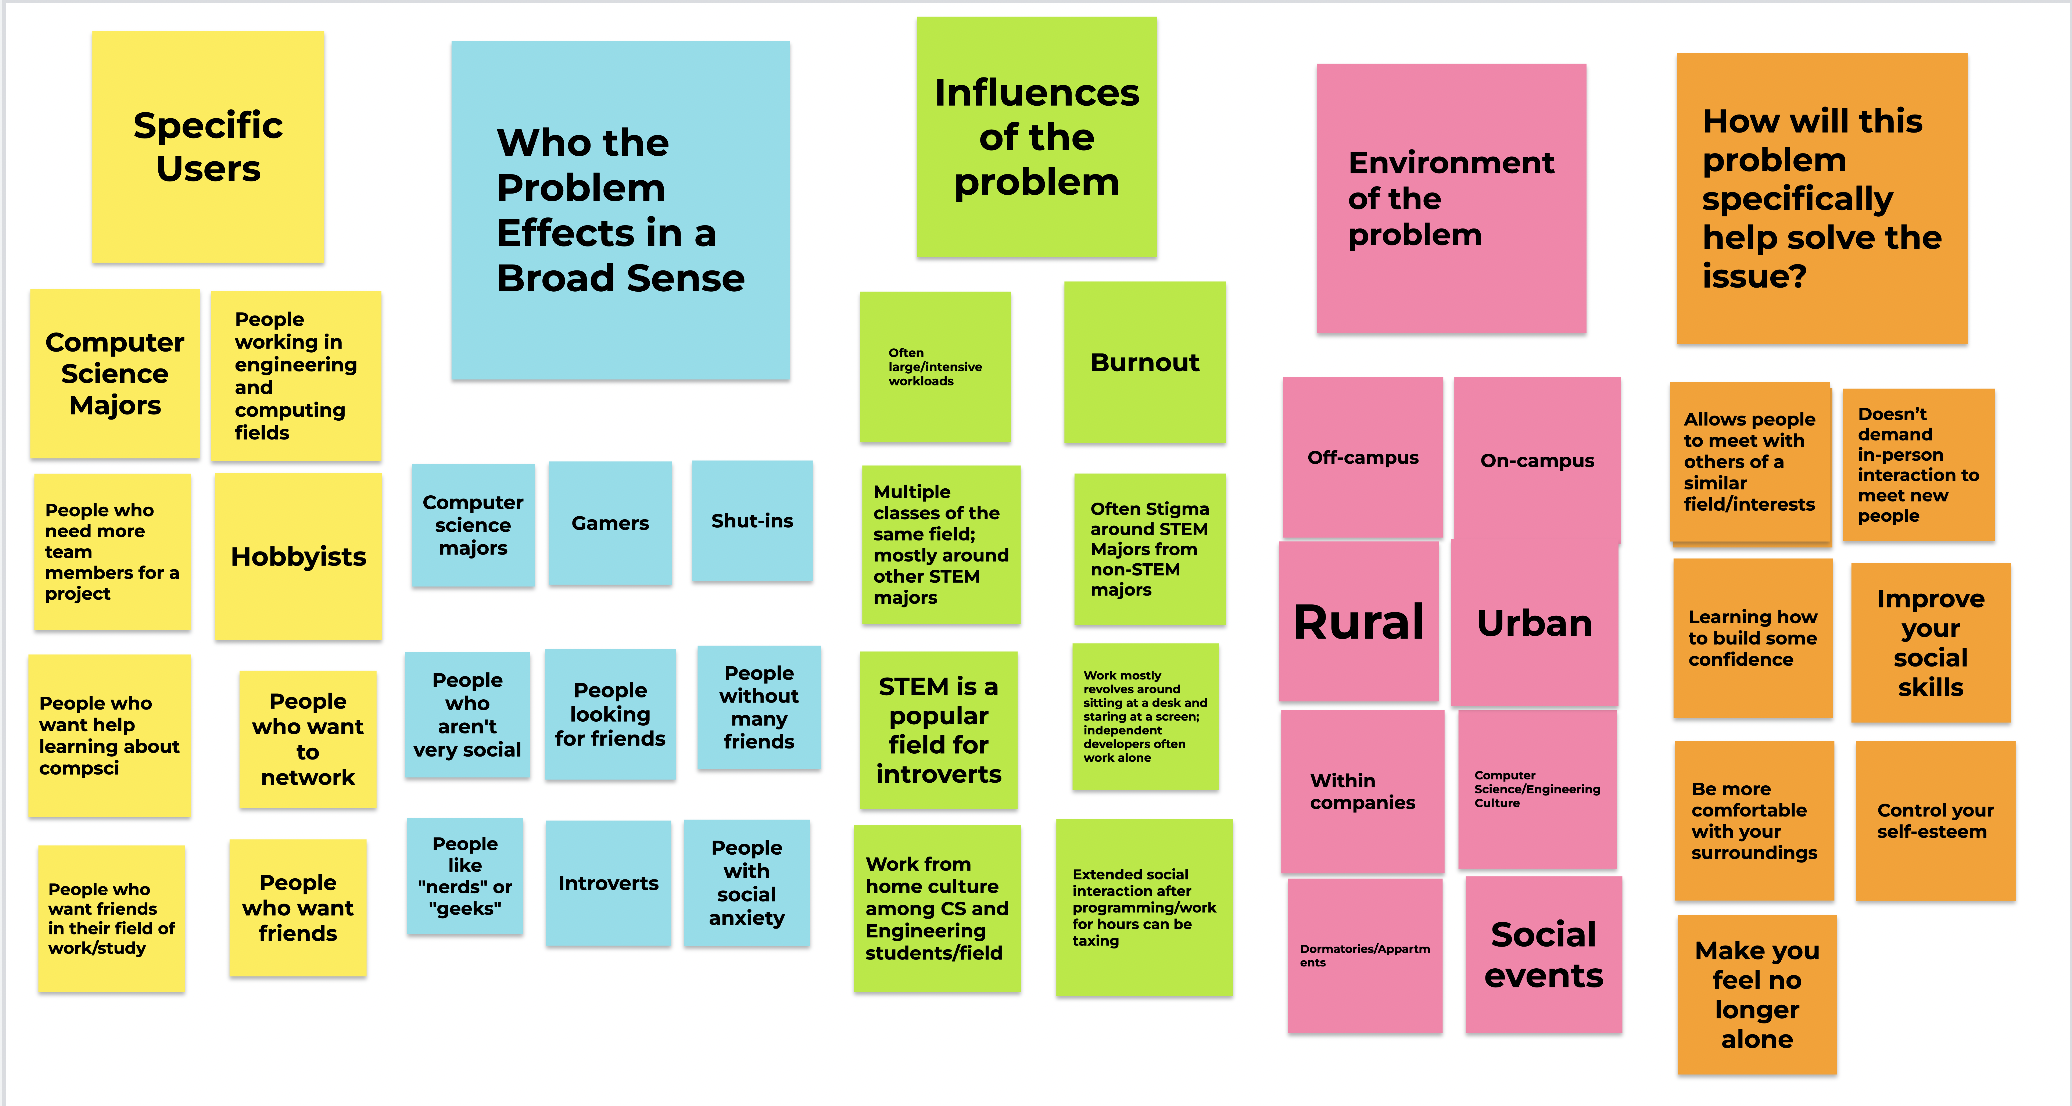 Specific
Users
Computer
Science
Majors
People
working in
engineering
and
computing
fields
People who
need more
team
members for a
project
Hobbyists
People who
want help
learning about
compsci
People
who want
to
network
People who
want friends
in their field of
work/study
People
who want
friends
Who the
Problem
Effects in a
Broad Sense
Computer
science
majors
Gamers
Shut-ins
People
who
aren't
very social
People
looking
for friends
People
without
many
friends
People
like
"nerds" or
"geeks"
Introverts
People
with
social
anxiety
Influences
of the
problem
Often
large/intensive
workloads
Burnout
Multiple
classes of the
same field;
mostly around
other STEM
majors
Often Stigma
around STEM
Majors from
non-STEM
majors
STEM is a
popular
field for
introverts
Work mostly
revolves around
sitting at a desk and
staring at a screen;
independent
developers often
work alone
Work from
home culture
among CS and
Engineering
students/field
Extended social
interaction after
programming/work
for hours can be
taxing
Environment
of the
problem
Off-campus
On-campus
Rural
Urban
Within
companies
Computer
Science/Engineering
Culture
Dormatories/Appartm
ents
Social
events
How will this
problem
specifically
help solve the
issue?
Allows people
to meet with
others of a
similar
field/interests
Doesn't
demand
in-person
interaction to
meet new
people
Learning how
to build some
confidence
Improve
your
social
skills
Be more
comfortable
with your
surroundings
Control your
self-esteem
Make you
feel no
longer
alone